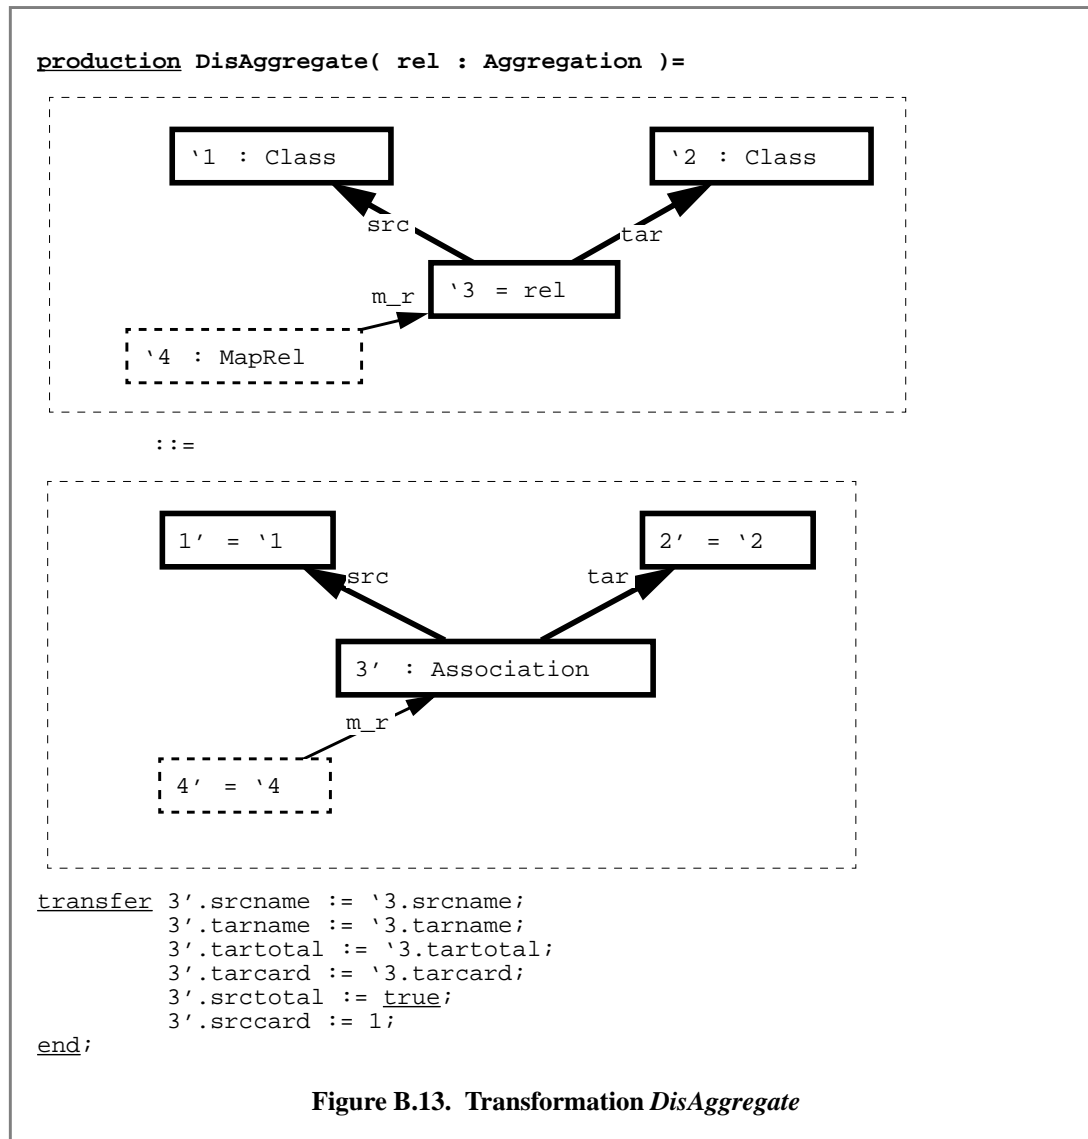 production DisAggregate( rel : Aggregation )=
‘1 : Class
‘2 : Class
src
tar
‘3 = rel
m_r
‘4 : MapRel
::=
1’ = ‘1
2’ = ‘2
src
tar
3’ : Association
m_r
4’ = ‘4
transfer 3’.srcname := ‘3.srcname;
3’.tarname := ‘3.tarname;
3’.tartotal := ‘3.tartotal;
3’.tarcard := ‘3.tarcard;
3’.srctotal := true;
3’.srccard := 1;
end;
Figure B.13. Transformation DisAggregate